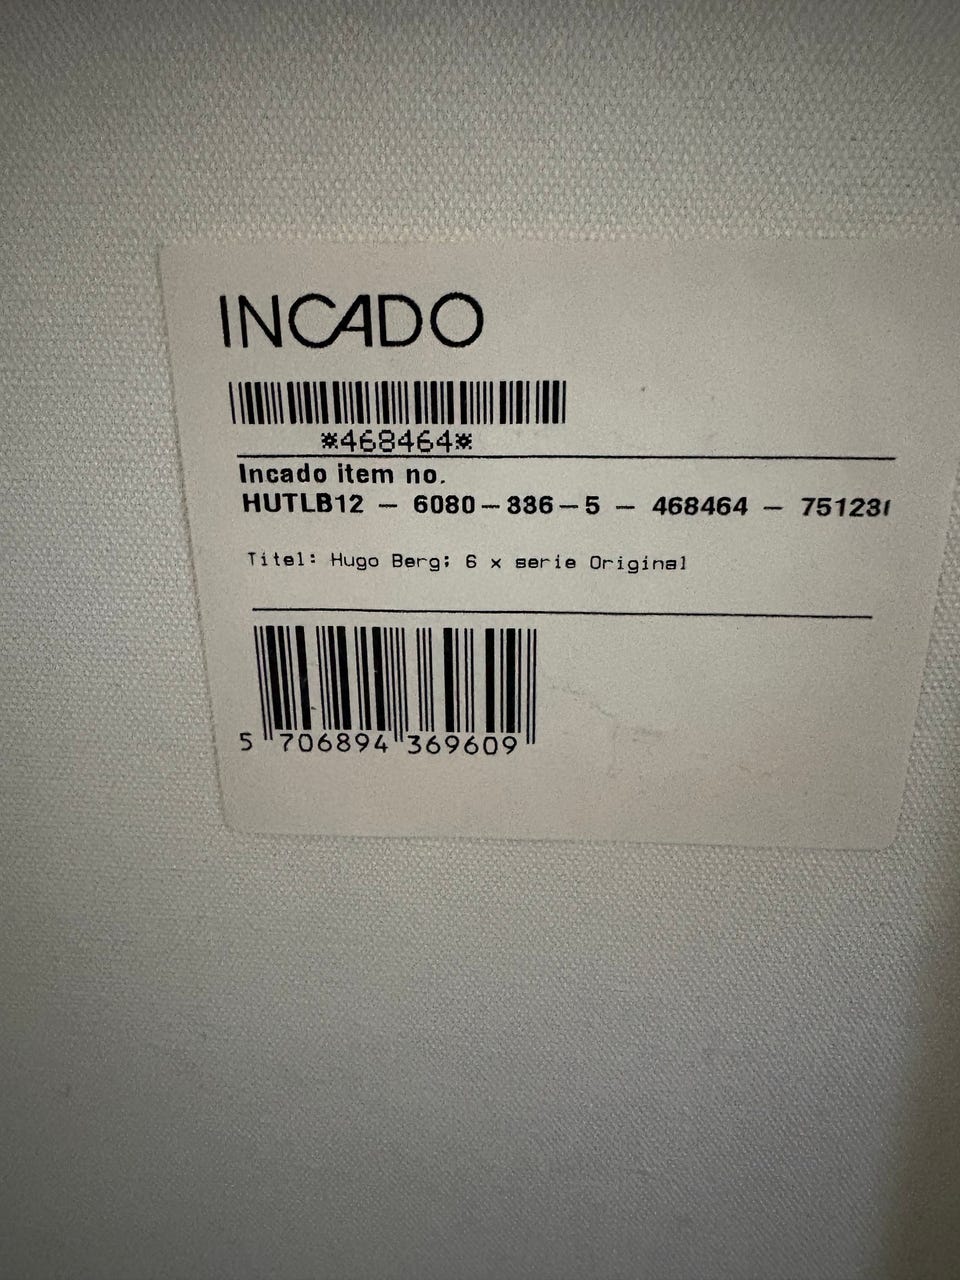 INCADO
*468464*
Incado item no.
HUTLB12 - 6080-336-5 - 468464 -
Titel: Hugo Berg; 6 x serie Original
5 706894 369609